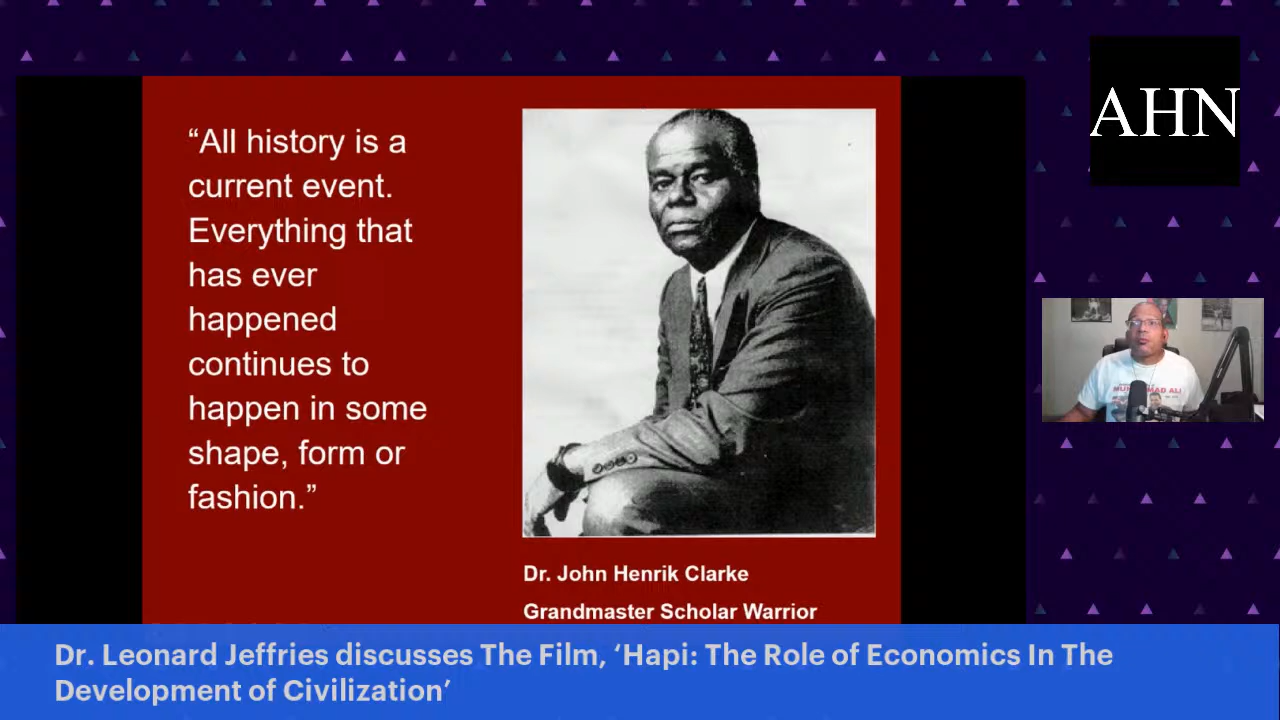 “All history is a
current event.
Everything that
has ever
happened
continues to
happen in some
shape, form or
fashion.”
Dr. John Henrik Clarke
Grandmaster Scholar Warrior
AHN
MUHAMMAD ALI
Dr. Leonard Jeffries discusses The Film, ‘Hapi: The Role of Economics In The
Development of Civilization’